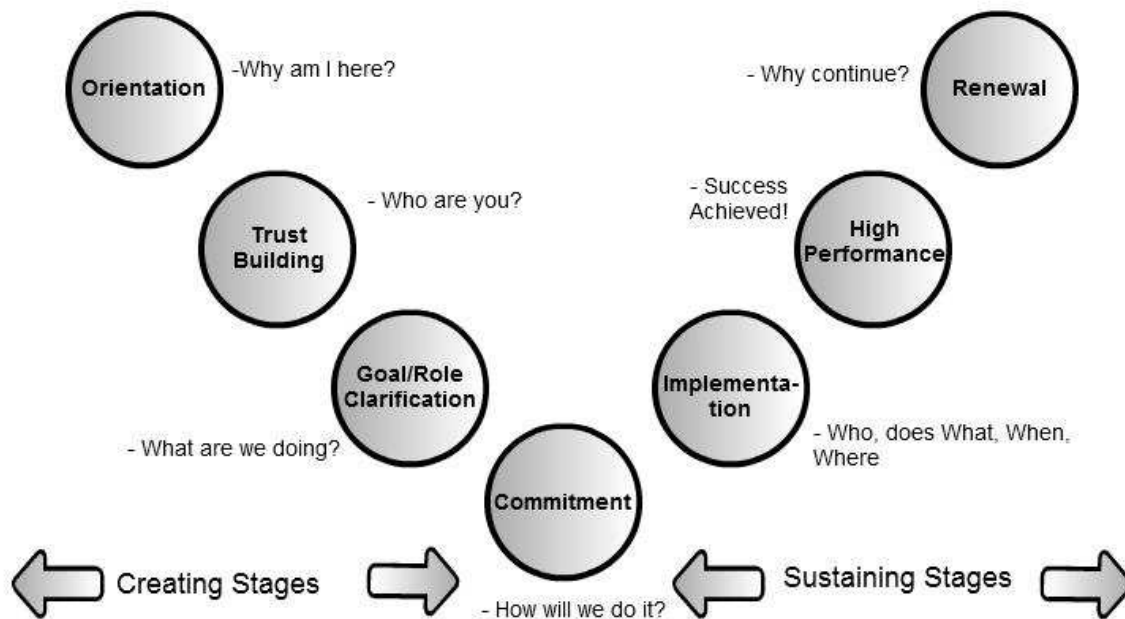 Orientation
-Why am I here?
- Why continue?
Renewal
Trust
Building
- Who are you?
- Success
Achieved!
High
Performance
Goal/Role
Clarification
- What are we doing?
Implementa-
tion
- Who, does What, When,
Where
Commitment
- How will we do it?
Creating Stages
Sustaining Stages